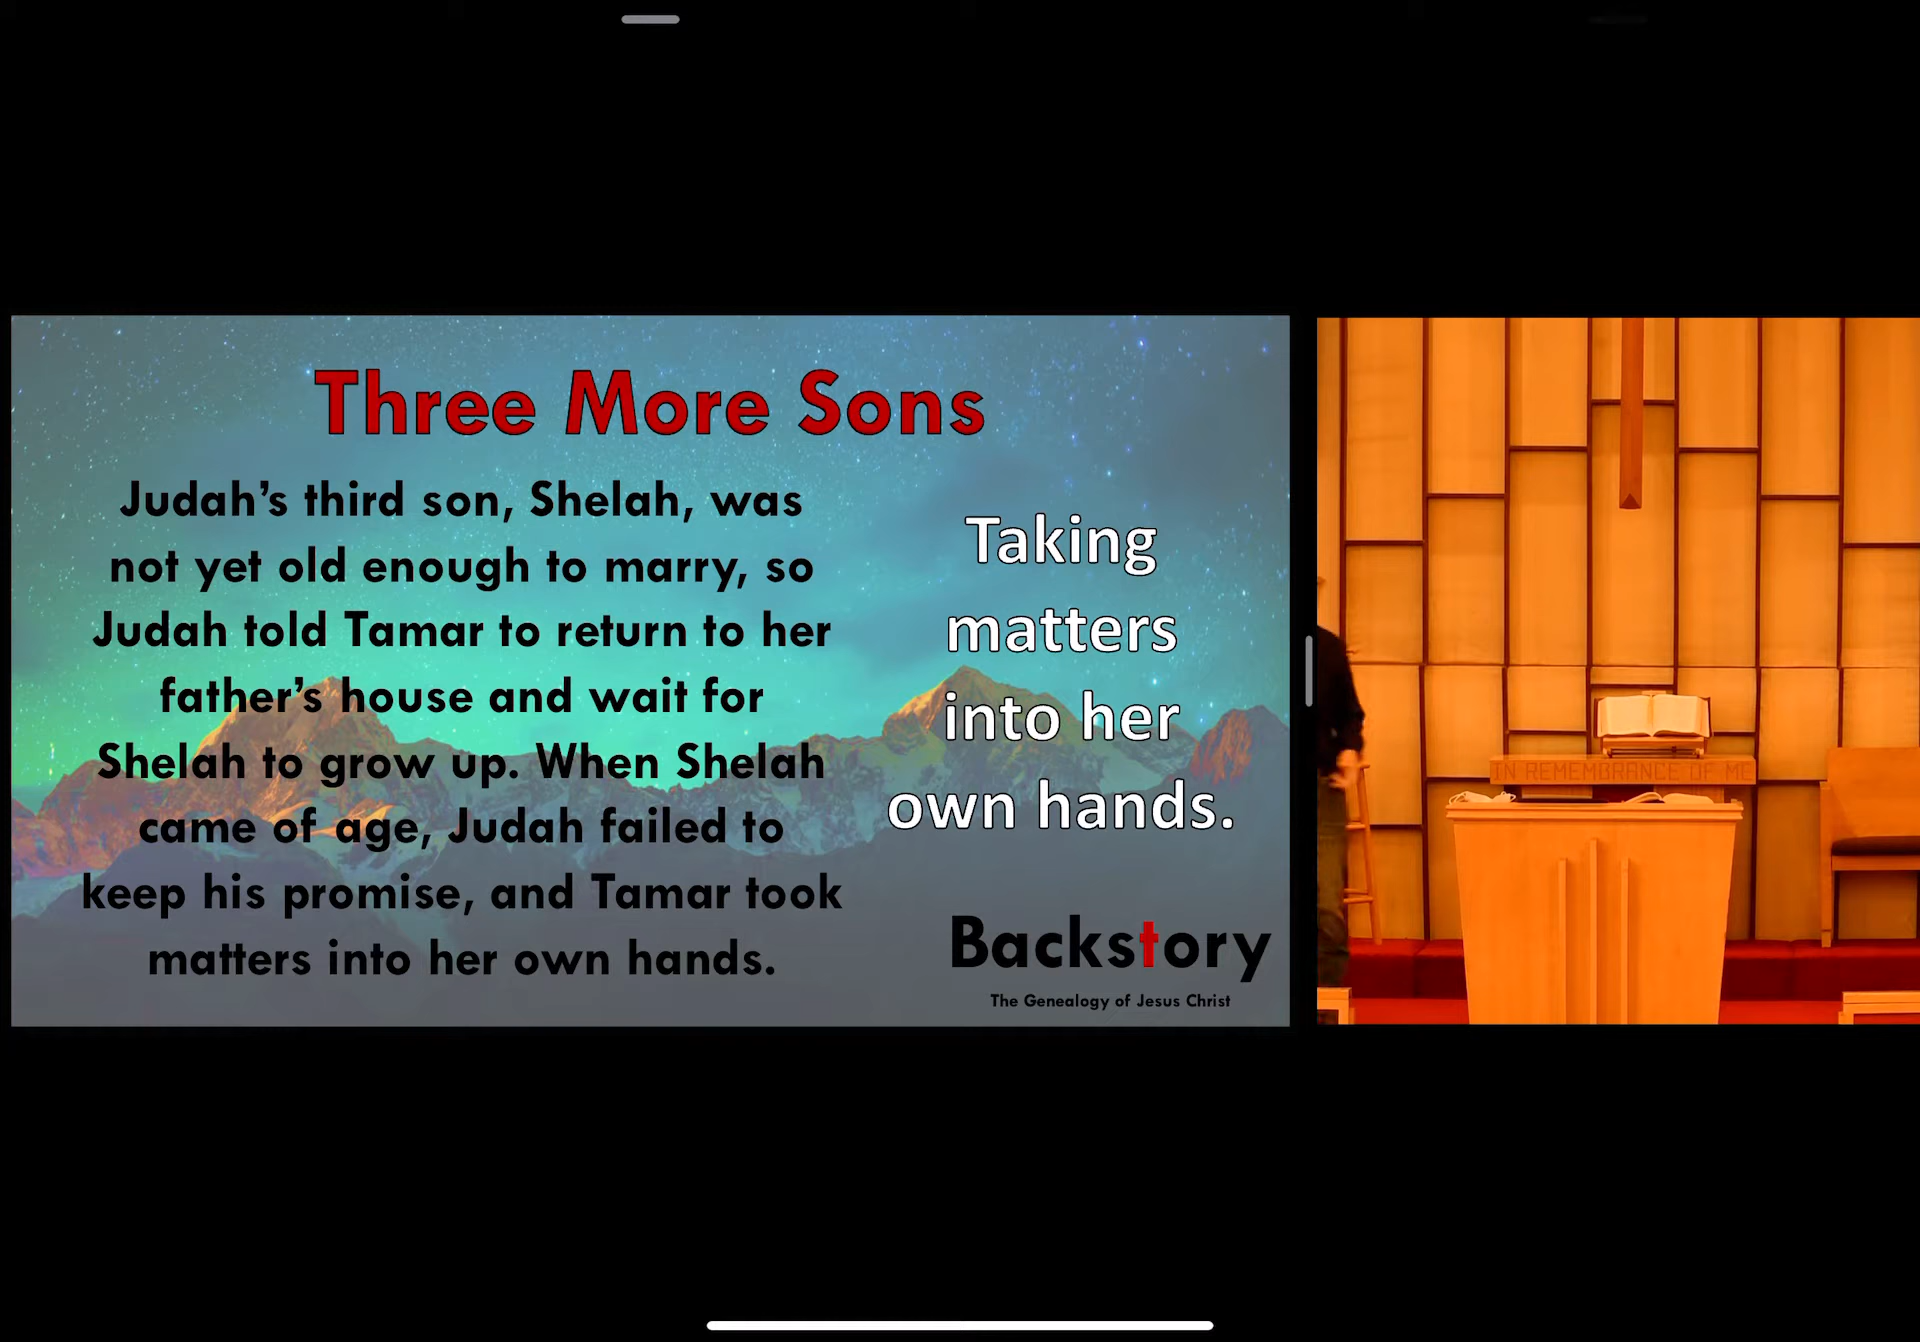 Three More Sons
Judah’s third son, Shelah, was
not yet old enough to marry, so
Judah told Tamar to return to her
father’s house and wait for
Shelah to grow up. When Shelah
came of age, Judah failed to
keep his promise, and Tamar took
matters into her own hands.
Taking
matters
into her
own hands.
Backstory
The Genealogy of Jesus Christ
IN REMEMBRANCE OF ME